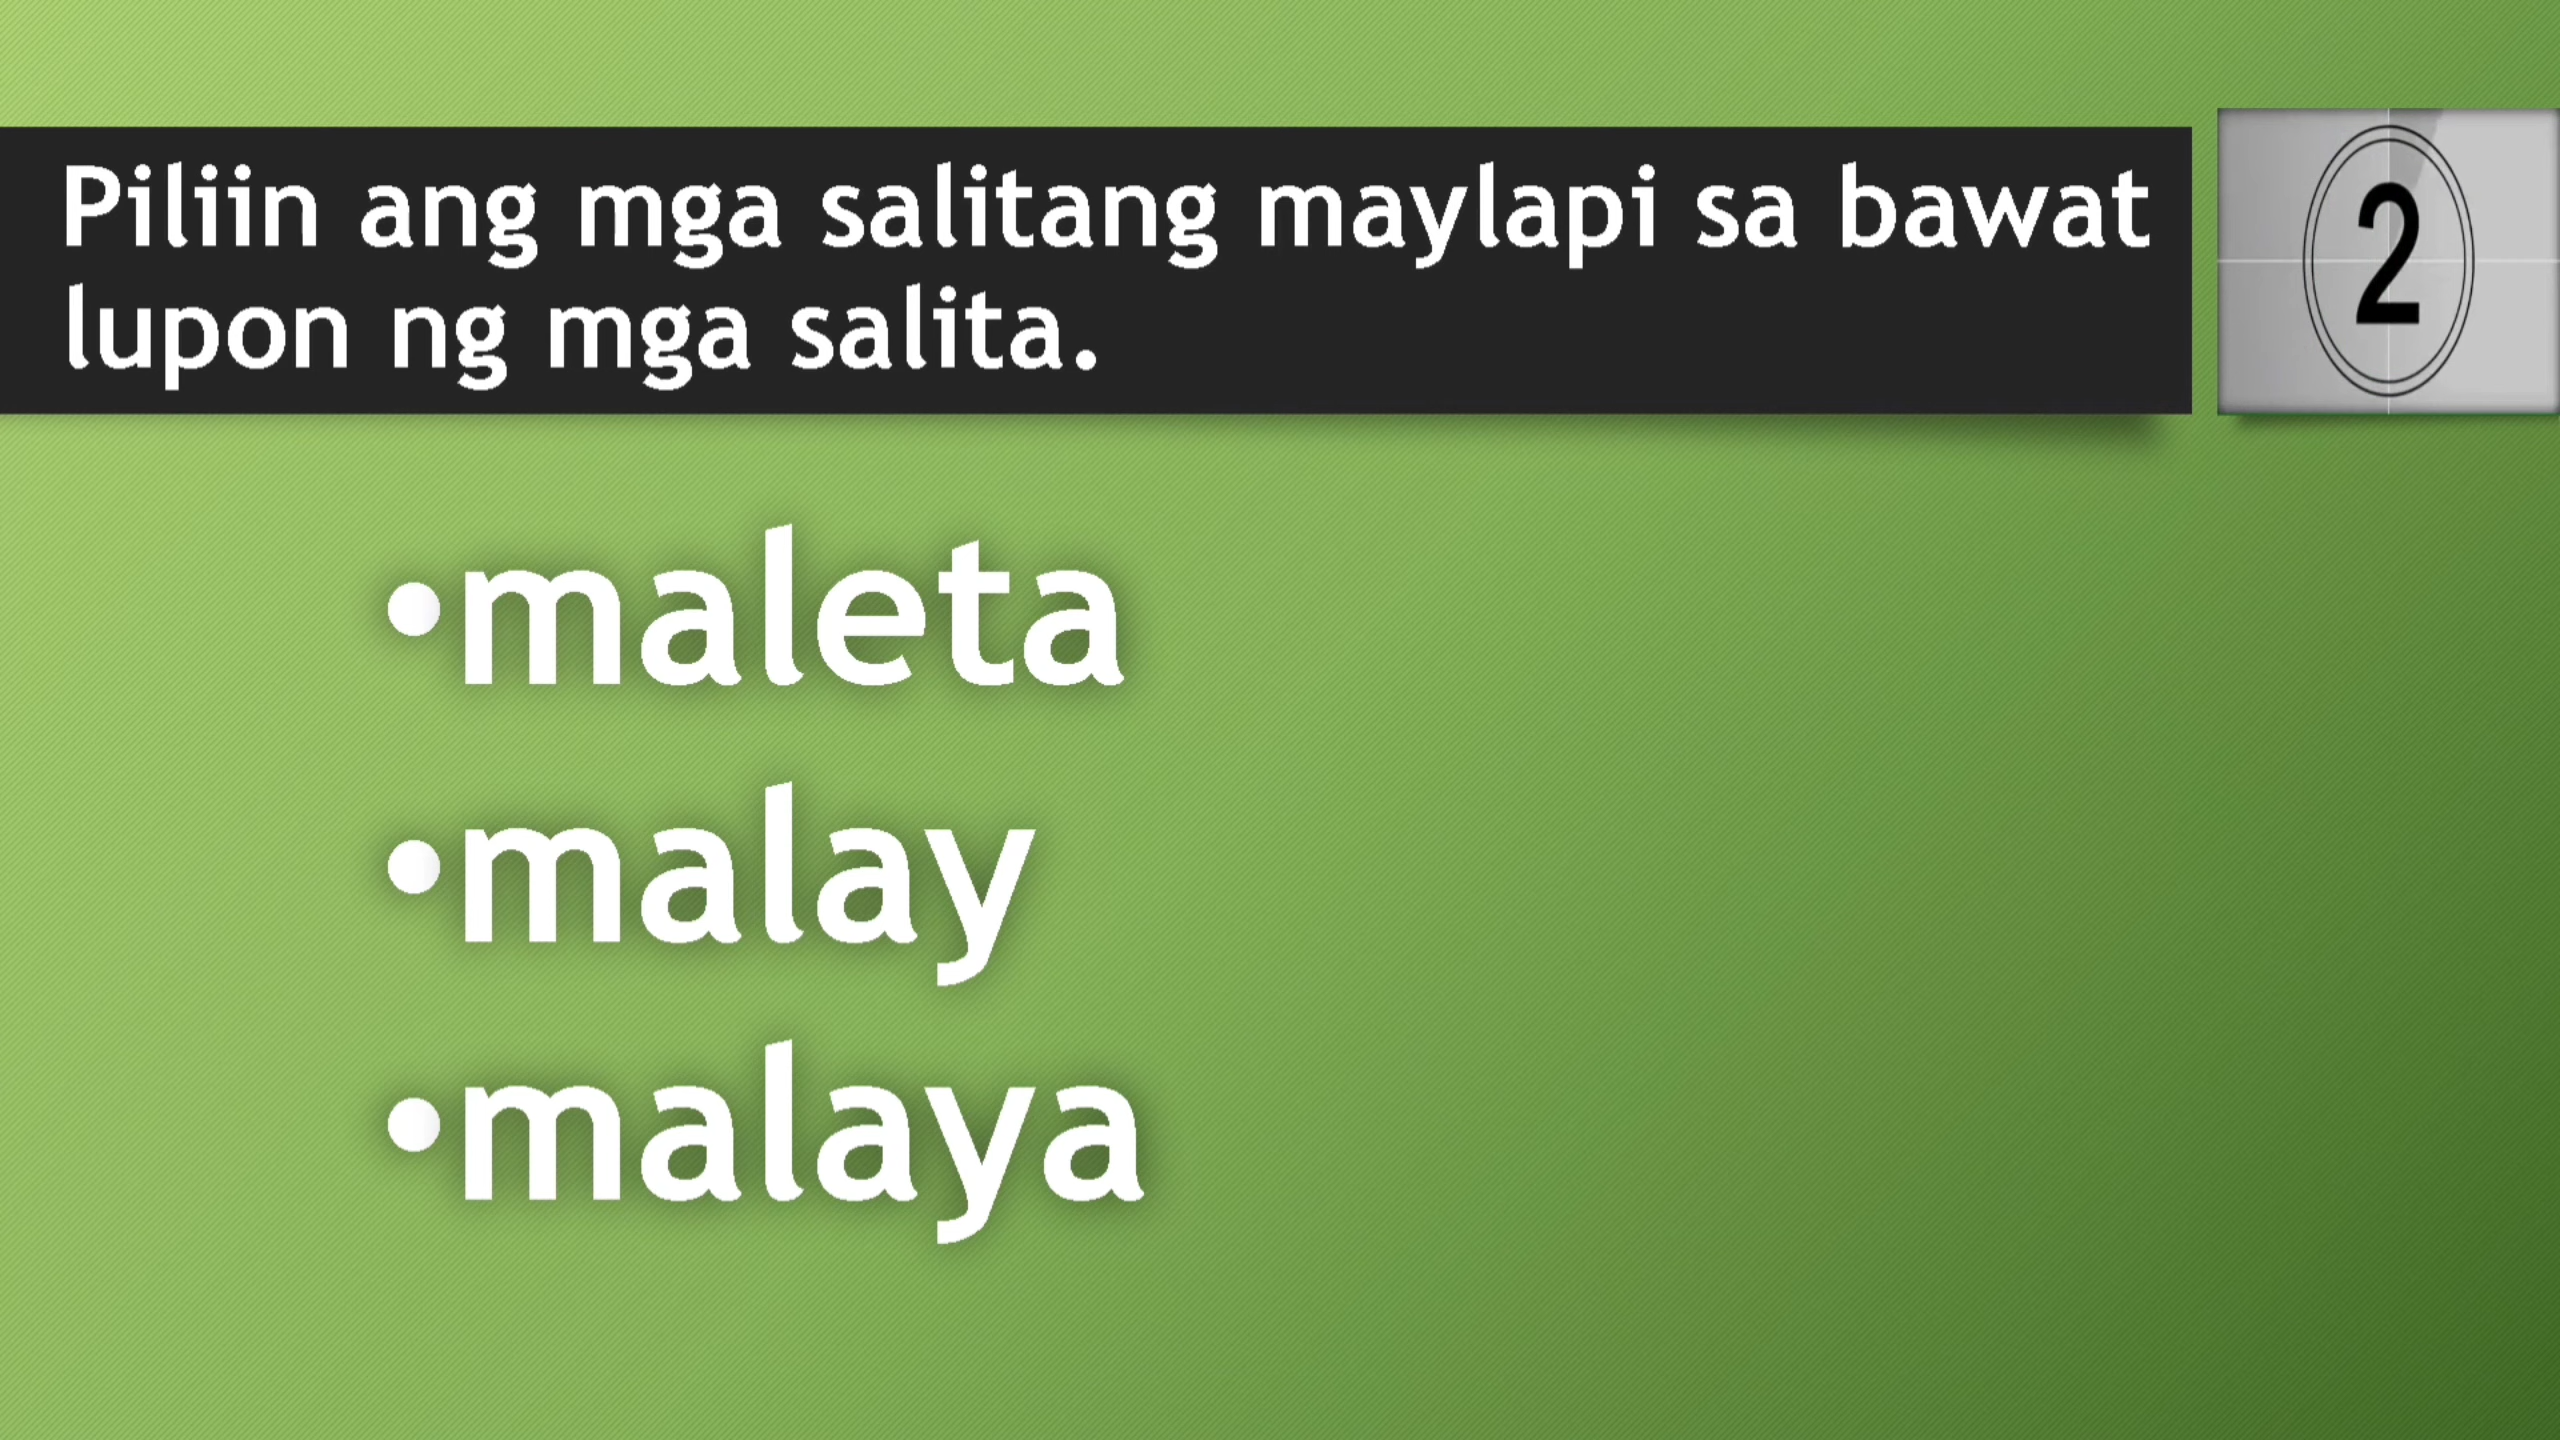 Piliin ang mga salitang maylapi sa bawat
lupon ng mga salita.
2
•maleta
•malay
•malaya